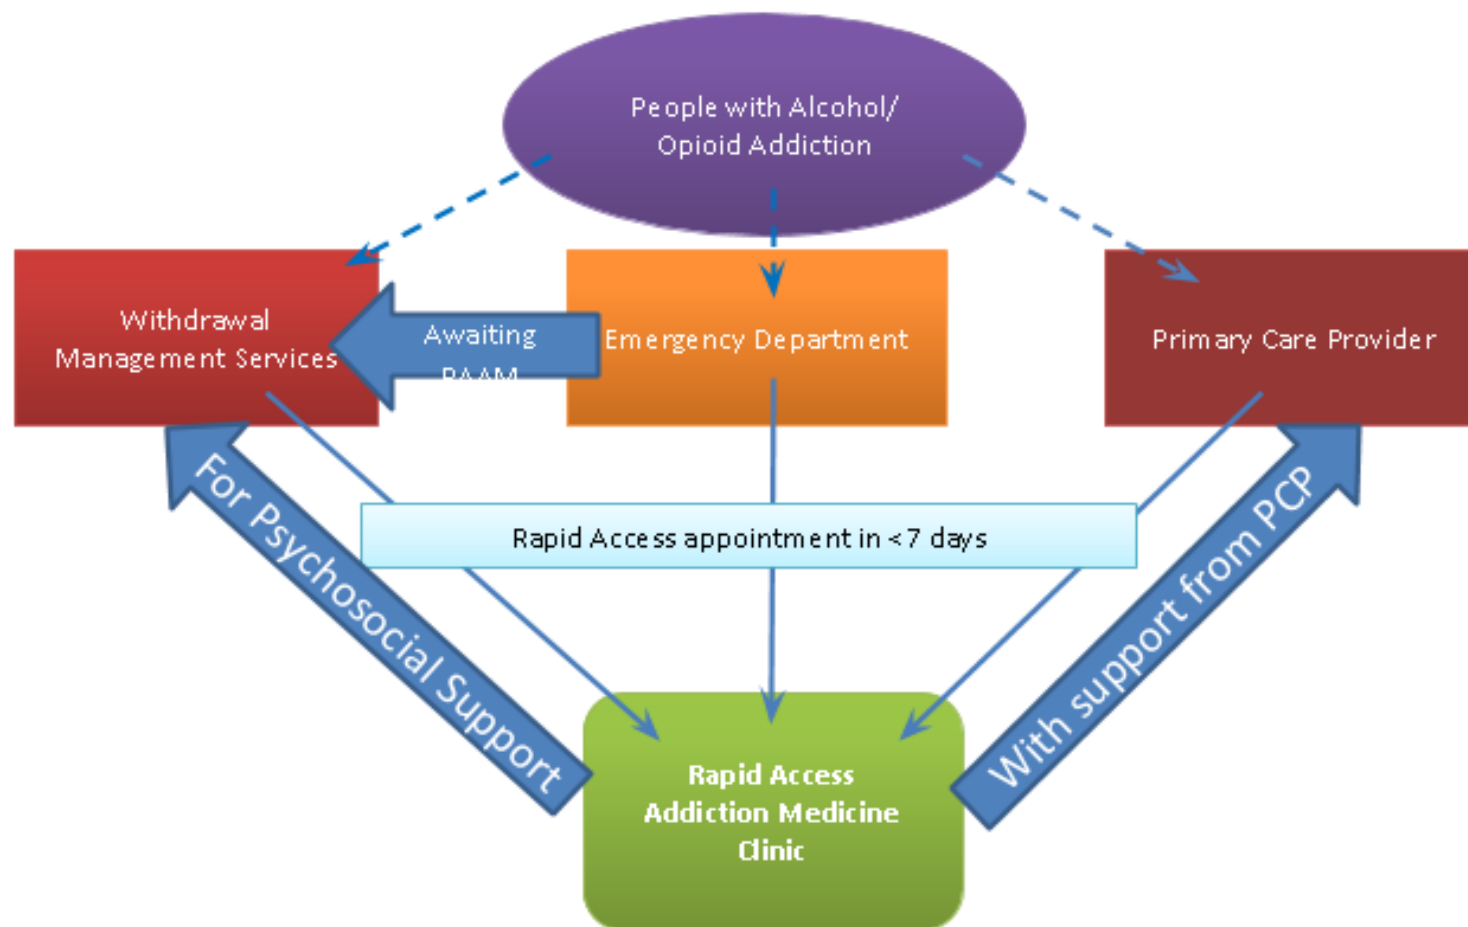 People with Alcohol/
Opioid Addiction
Withdrawal
Management Services
Awaiting
RAAM
Emergency Department
Primary Care Provider
For Psychosocial Support
Rapid Access appointment in <7 days
With support from PCP
Rapid Access
Addiction Medicine
Clinic